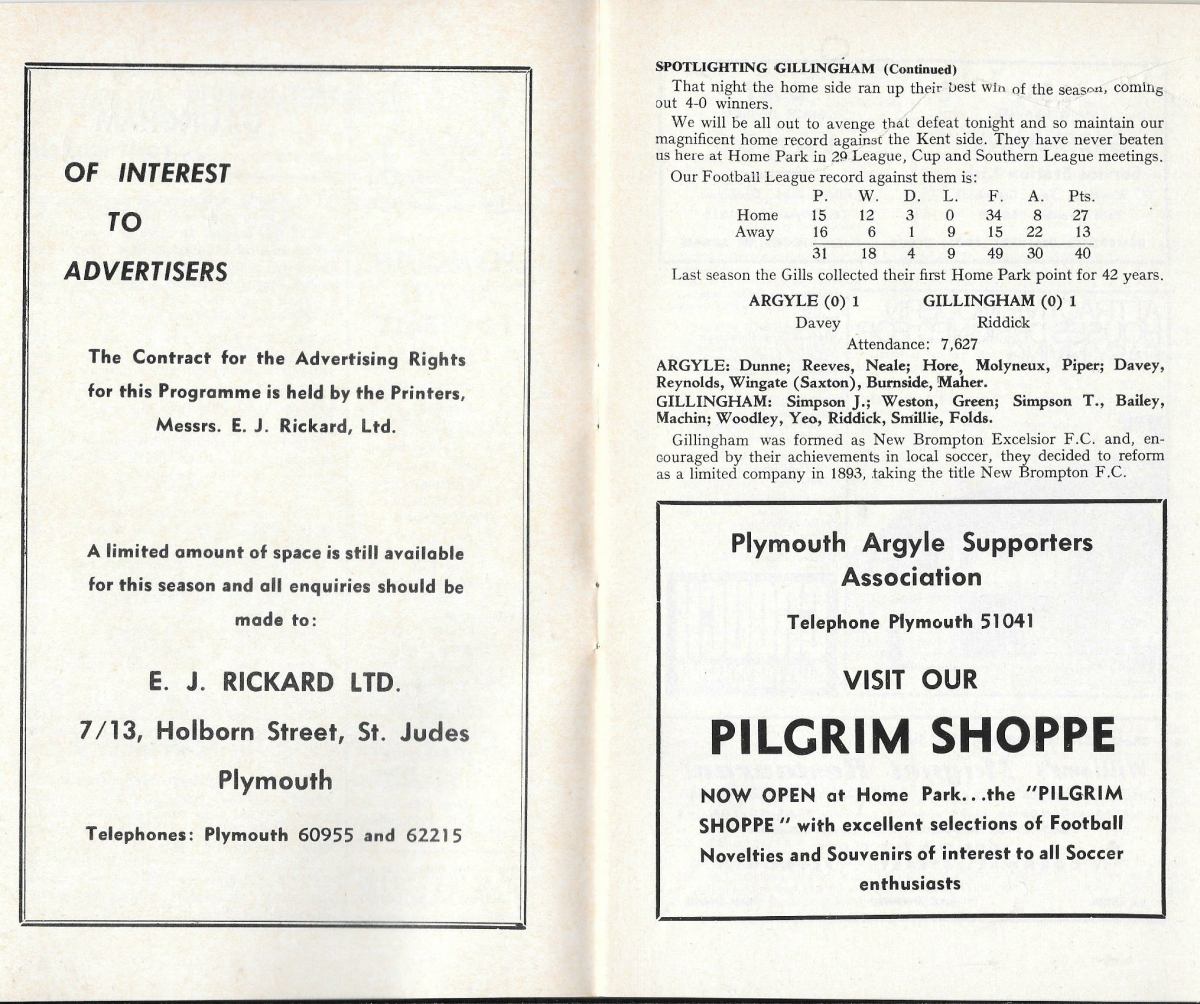 OF INTEREST
TO
ADVERTISERS
The Contract for the Advertising Rights
for this Programme is held by the Printers,
Messrs. E. J. Rickard, Ltd.
A limited amount of space is still available
for this season and all enquiries should be
made to:
E. J. RICKARD LTD.
7/13, Holborn Street, St. Judes
Plymouth
Telephones: Plymouth 60955 and 62215
SPOTLIGHTING GILLINGHAM (Continued)
That night the home side ran up their best win of the season, coming
out 4-0 winners.
We will be all out to avenge that defeat tonight and so maintain our
magnificent home record against the Kent side. They have never beaten
us here at Home Park in 29 League, Cup and Southern League meetings.
Our Football League record against them is:
P. W. D. L. F. A. Pts.
Home 15 12 3 0 34 8 27
Away 16 6 1 9 15 22 13
31 18 4 9 49 30 40
Last season the Gills collected their first Home Park point for 42 years.
ARGYLE (0) 1 GILLINGHAM (0) 1
Davey Riddick
Attendance: 7,627
ARGYLE: Dunne; Reeves, Neale; Hore, Molyneux, Piper; Davey,
Reynolds, Wingate (Saxton), Burnside, Maher.
GILLINGHAM: Simpson J.; Weston, Green; Simpson T., Bailey,
Machin; Woodley, Yeo, Riddick, Smillie, Folds.
Gillingham was formed as New Brompton Excelsior F.C. and, en-
couraged by their achievements in local soccer, they decided to reform
as a limited company in 1893, taking the title New Brompton F.C.
Plymouth Argyle Supporters
Association
Telephone Plymouth 51041
VISIT OUR
PILGRIM SHOPPE
NOW OPEN at Home Park...the "PILGRIM
SHOPPE" with excellent selections of Football
Novelties and Souvenirs of interest to all Soccer
enthusiasts